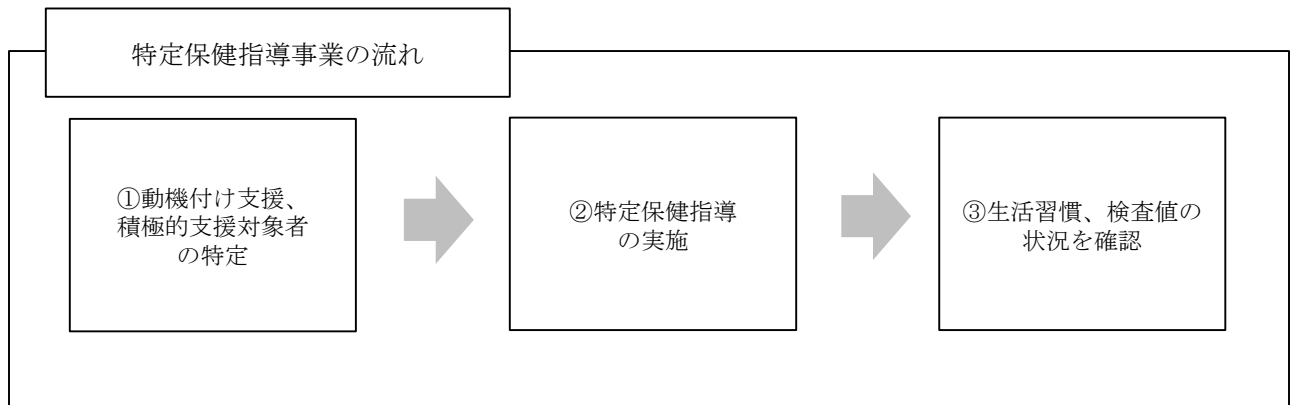 特定保健指導事業の流れ
①動機付け支援、
積極的支援対象者
の特定
②特定保健指導
の実施
③生活習慣、検査値の
状況を確認